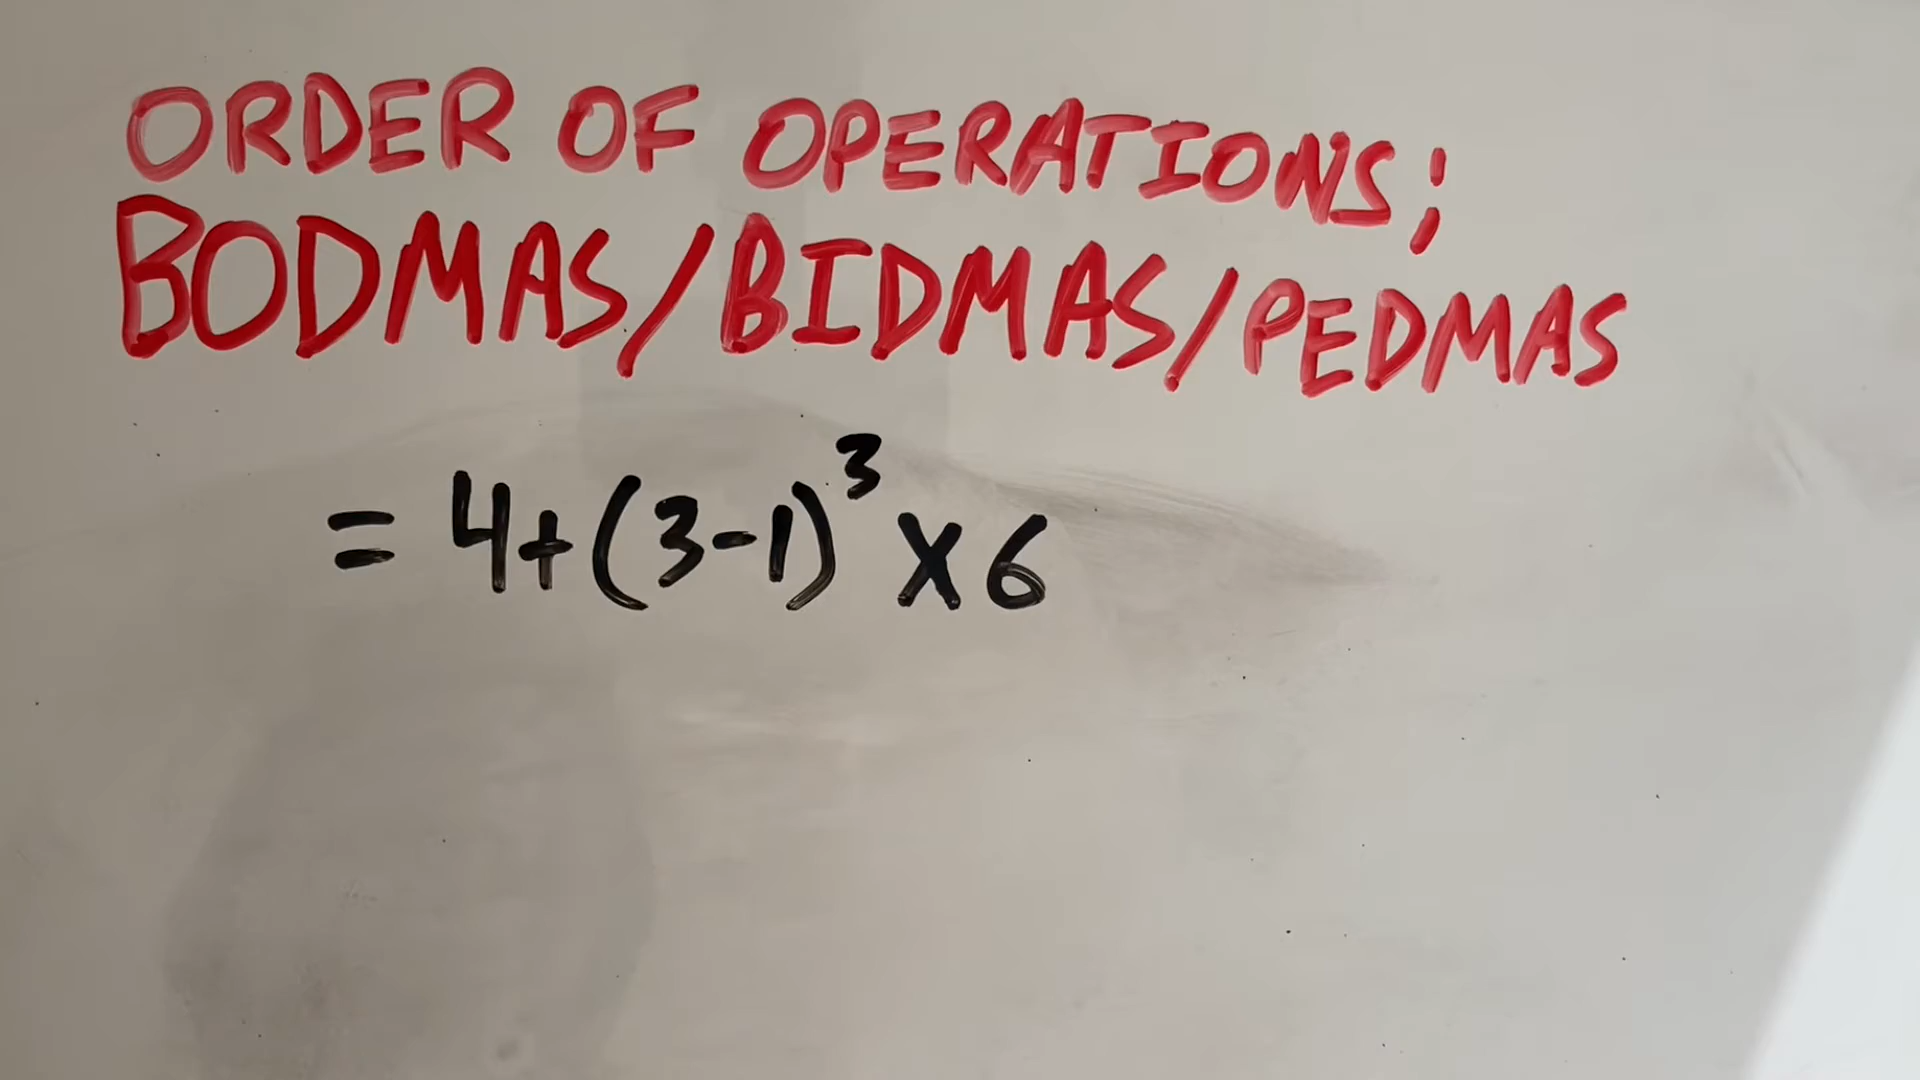 ORDER OF OPERATIONS;
BODMAS/BIDMAS/PEDMAS
= 4+(3-1)³ x 6